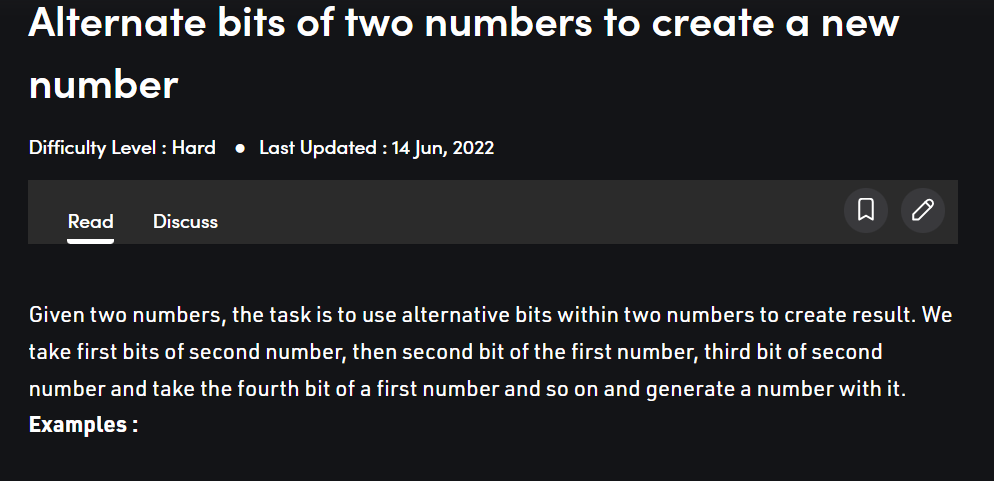 Alternate bits of two numbers to create a new
number
Difficulty Level : Hard ● Last Updated : 14 Jun, 2022
Read Discuss
Given two numbers, the task is to use alternative bits within two numbers to create result. We
take first bits of second number, then second bit of the first number, third bit of second
number and take the fourth bit of a first number and so on and generate a number with it.
Examples :